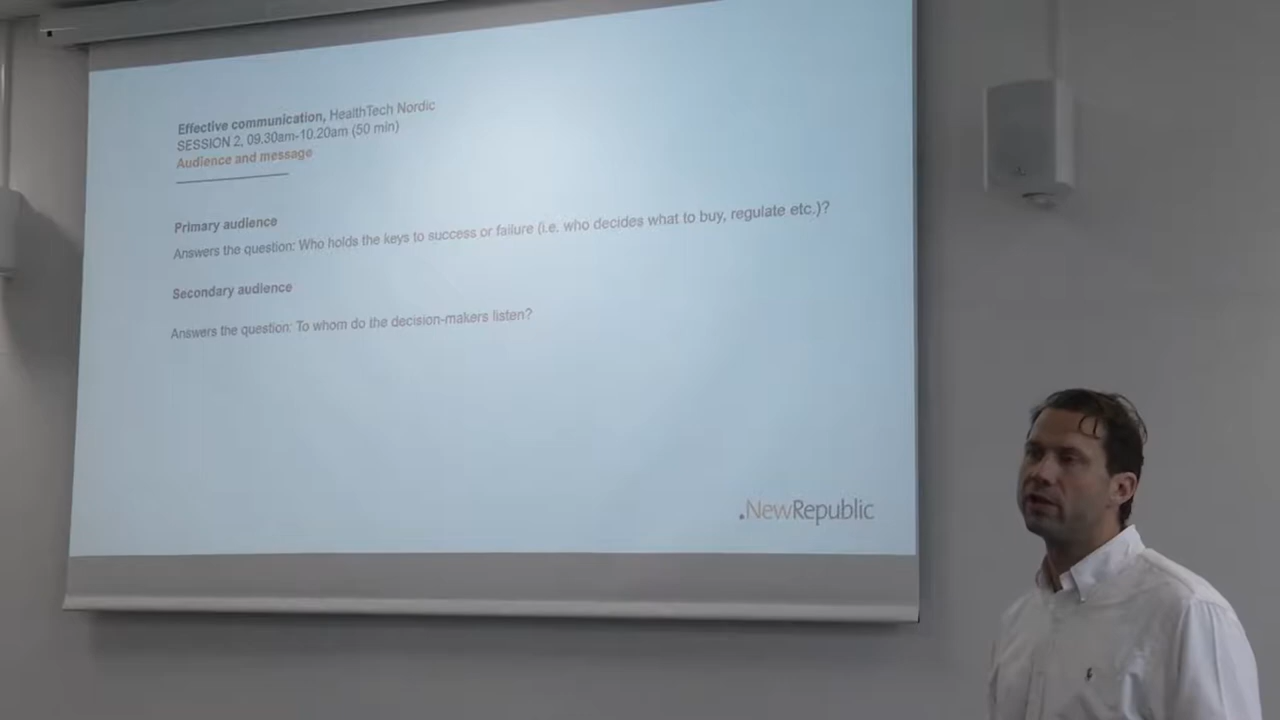 Effective communication, HealthTech Nordic
SESSION 2, 09.30am-10.20am (50 min)
Audience and message
Primary audience
Answers the question: Who holds the keys to success or failure (i.e. who decides what to buy, regulate etc.)?
Secondary audience
Answers the question: To whom do the decision-makers listen?
.NewRepublic